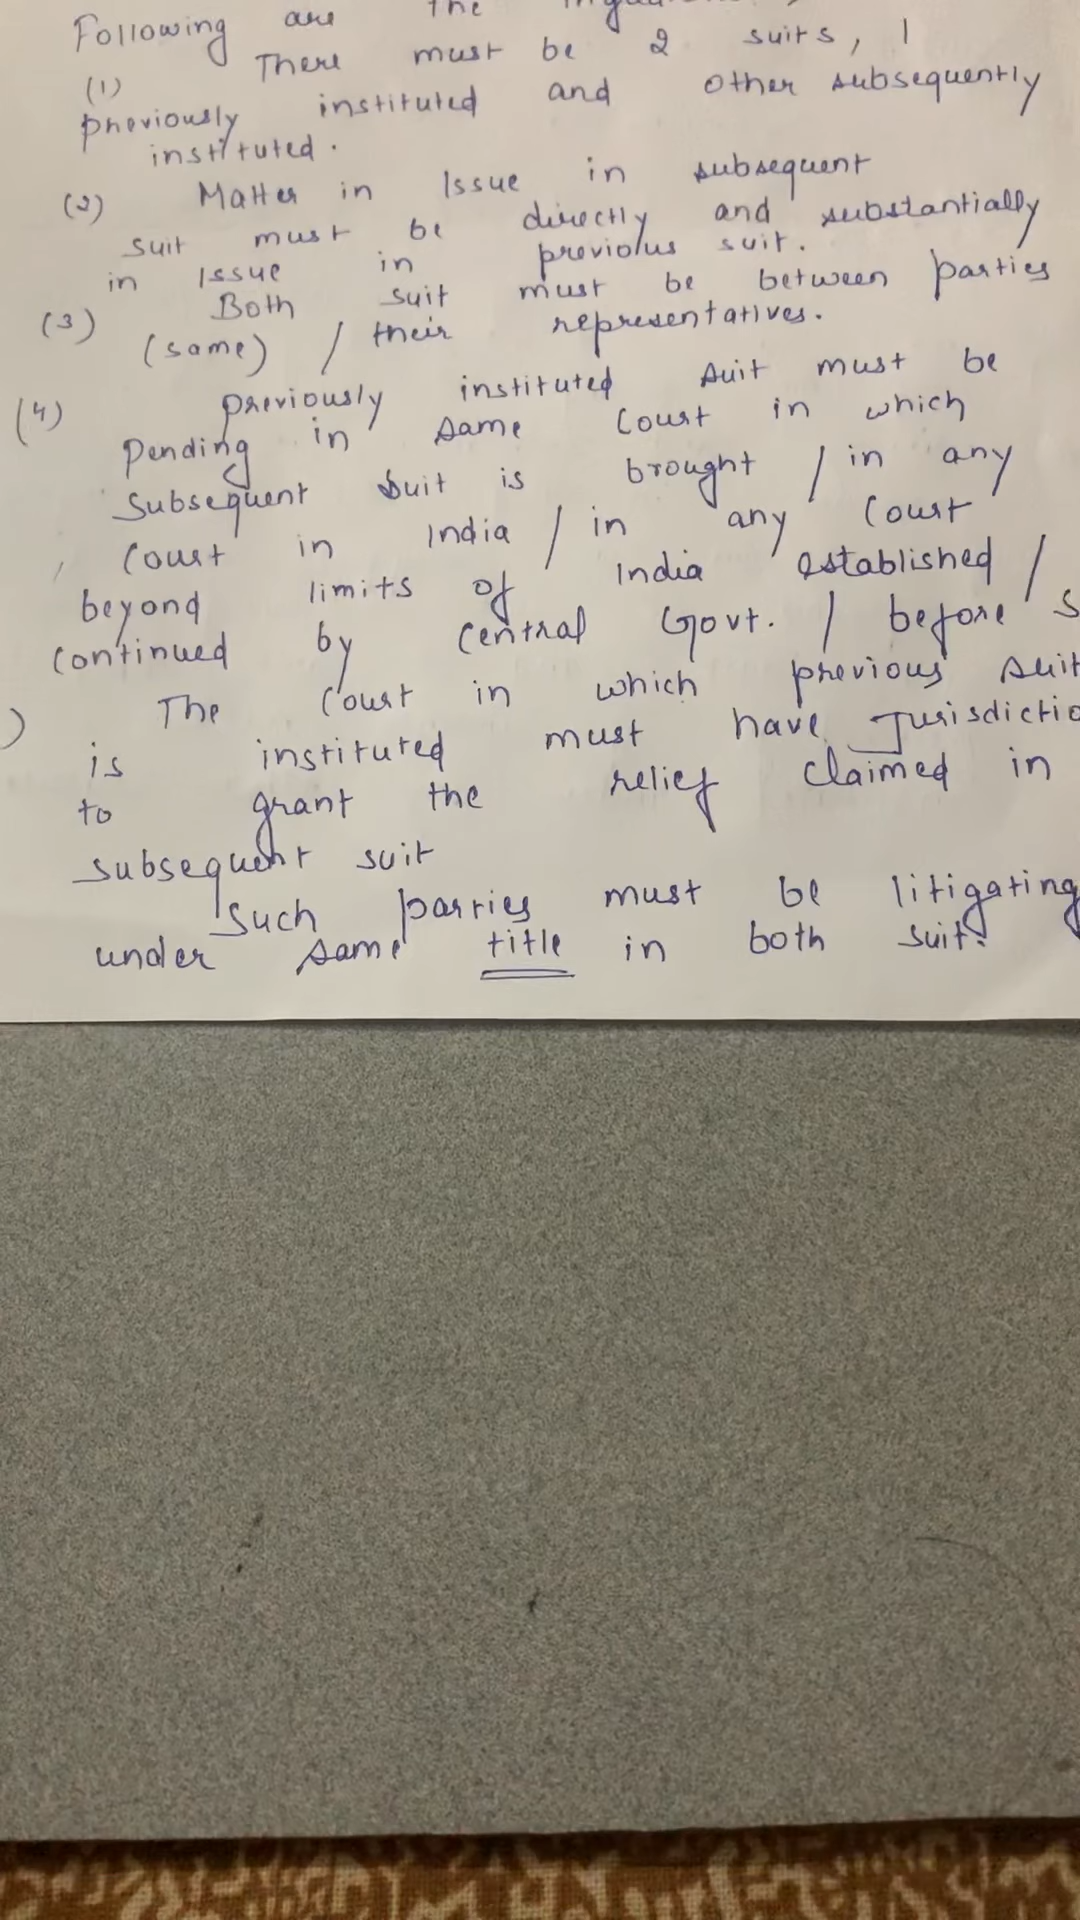 Following are the
(1) There must be 2 suits, 1
previously instituted and other subsequently
instituted.
(2) Matter in Issue in subsequent
suit must be directly and substantially
in Issue in previous suit.
(3) Both suit must be between parties
(same) / their representatives.
(4) previously instituted suit must be
Pending in same Court in which
Subsequent suit is brought / in any
Court in India / in any Court
beyond limits of India established /
continued by Central Govt. / before S
) The Court in which previous suit
is instituted must have Jurisdictio
to grant the relief claimed in
subsequent suit
Such parties must be litigating
under same title in both suit.